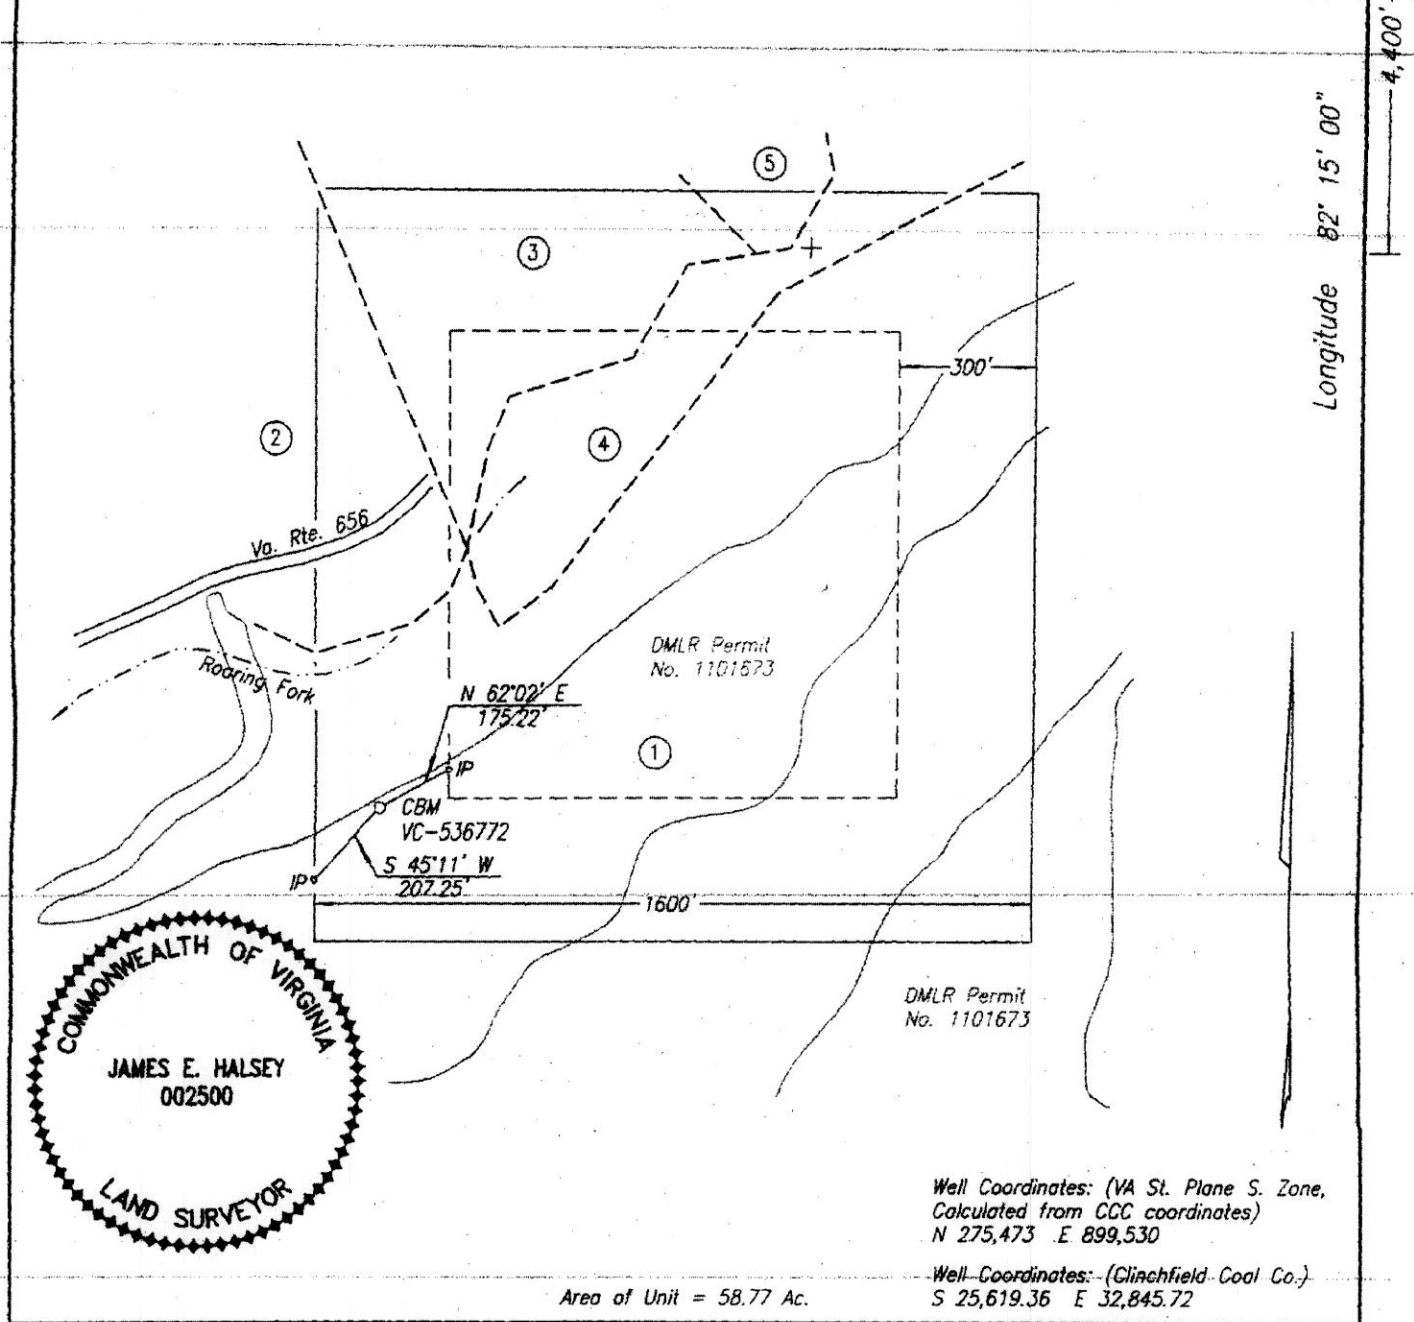 4,400'
Longitude 82° 15' 00"
5
3
300'
2
4
Va. Rte. 656
DMLR Permit
No. 1101673
Roaring Fork
N 62°02' E
175.22'
IP
1
CBM
VC-536772
S 45°11' W
207.25'
IP
1600'
COMMONWEALTH OF VIRGINIA
JAMES E. HALSEY
002500
LAND SURVEYOR
DMLR Permit
No. 1101673
Well Coordinates: (VA St. Plane S. Zone,
Calculated from CCC coordinates)
N 275,473 E 899,530
Well Coordinates: (Clinchfield Coal Co.)
S 25,619.36 E 32,845.72
Area of Unit = 58.77 Ac.